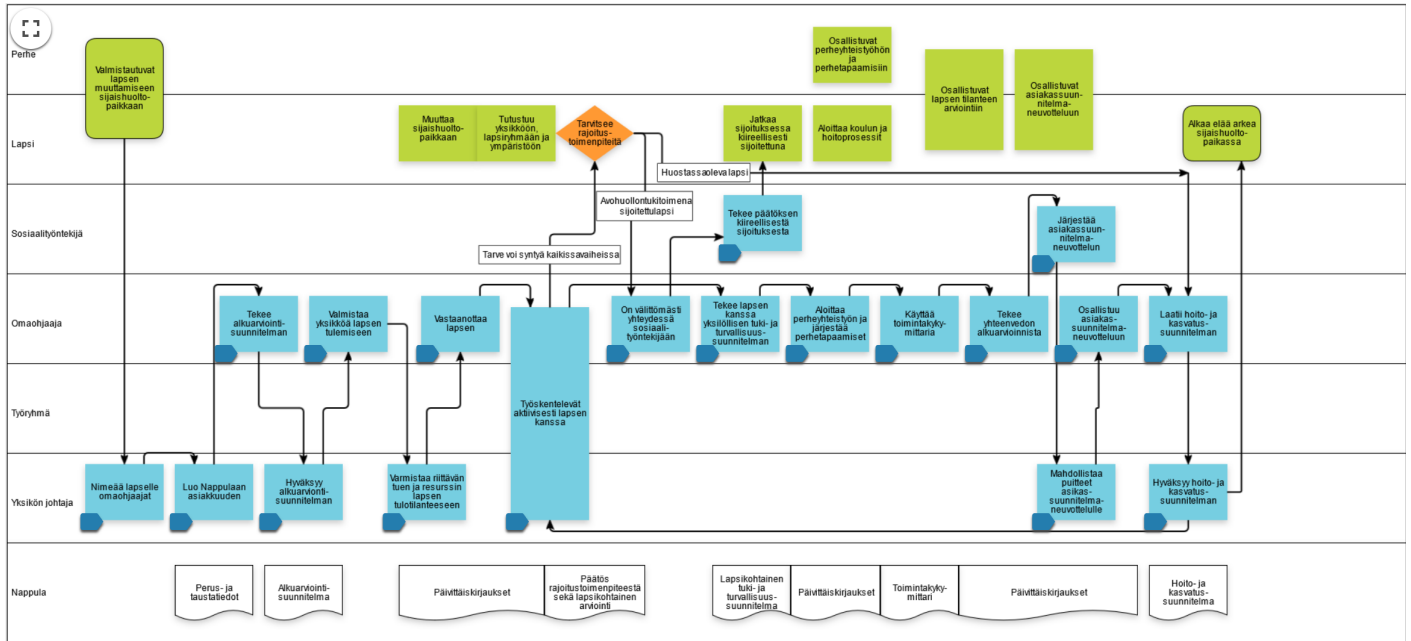 Perhe
Valmistautuvat
lapsen
muuttamiseen
sijaishuolto-
paikkaan
Osallistuvat
perheyhteistyöhön
ja
perhetapaamisiin
Osallistuvat
lapsen tilanteen
arviointiin
Osallistuvat
asiakassuun-
nitelma-
neuvotteluun
Lapsi
Muuttaa
sijaishuolto-
paikkaan
Tutustuu
yksikköön,
lapsiryhmään ja
ympäristöön
Tarvitsee
rajoitus-
toimenpiteitä
Jatkaa
sijoituksessa
kiireellisesti
sijoitettuna
Aloittaa koulun ja
hoitoprosessit
Alkaa elää arkea
sijaishuolto-
paikassa
Huostassaoleva lapsi
Avohuollontukitoimena
sijoitettulapsi
Tarve voi syntyä kaikissavaiheissa
Sosiaalityöntekijä
Tekee päätöksen
kiireellisestä
sijoituksesta
Järjestää
asiakassuun-
nitelma-
neuvottelun
Omaohjaaja
Tekee
alkuarviointi-
suunnitelman
Valmistaa
yksikköä lapsen
tulemiseen
Vastaanottaa
lapsen
On välittömästi
yhteydessä
sosiaali-
työntekijään
Tekee lapsen
kanssa
yksilöllisen tuki- ja
turvallisuus-
suunnitelman
Aloittaa
perheyhteistyön ja
järjestää
perhetapaamiset
Käyttää
toimintakyky-
mittaria
Tekee
yhteenvedon
alkuarvioinnista
Osallistuu
asiakas-
suunnitelma-
neuvotteluun
Laatii hoito- ja
kasvatus-
suunnitelman
Työryhmä
Työskentelevät
aktiivisesti lapsen
kanssa
Yksikön johtaja
Nimeää lapselle
omaohjaajat
Luo Nappulaan
asiakkuuden
Hyväksyy
alkuarvionti-
suunnitelman
Varmistaa riittävän
tuen ja resurssin
lapsen
tulotilanteeseen
Mahdollistaa
puitteet
asikas-
suunnitelma-
neuvottelulle
Hyväksyy hoito- ja
kasvatus-
suunnitelman
Nappula
Perus- ja
taustatiedot
Alkuarviointi-
suunnitelma
Päivittäiskirjaukset
Päätös
rajoitustoimenpiteestä
sekä lapsikohtainen
arviointi
Lapsikohtainen
tuki- ja
turvallisuus-
suunnitelma
Päivittäiskirjaukset
Toimintakyky-
mittari
Päivittäiskirjaukset
Hoito- ja
kasvatus-
suunnitelma